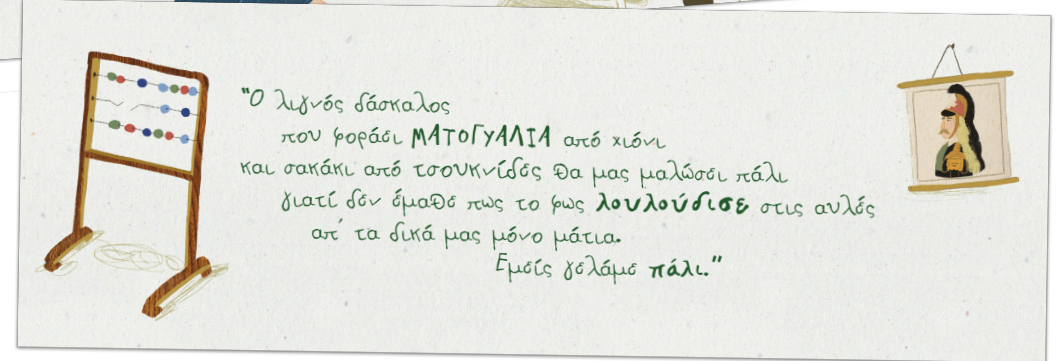 "Ο λιγνός δάσκαλος
που φοράει ΜΑΤΟΓΥΑΛΙΑ από χιόνι
και σακάκι από τσουκνίδες θα μας μαλώσει πάλι
γιατί δεν έμαθε πως το φως λουλούδισε στις αυλές
απ' τα δικά μας μόνο μάτια.
Εμείς γελάμε πάλι."